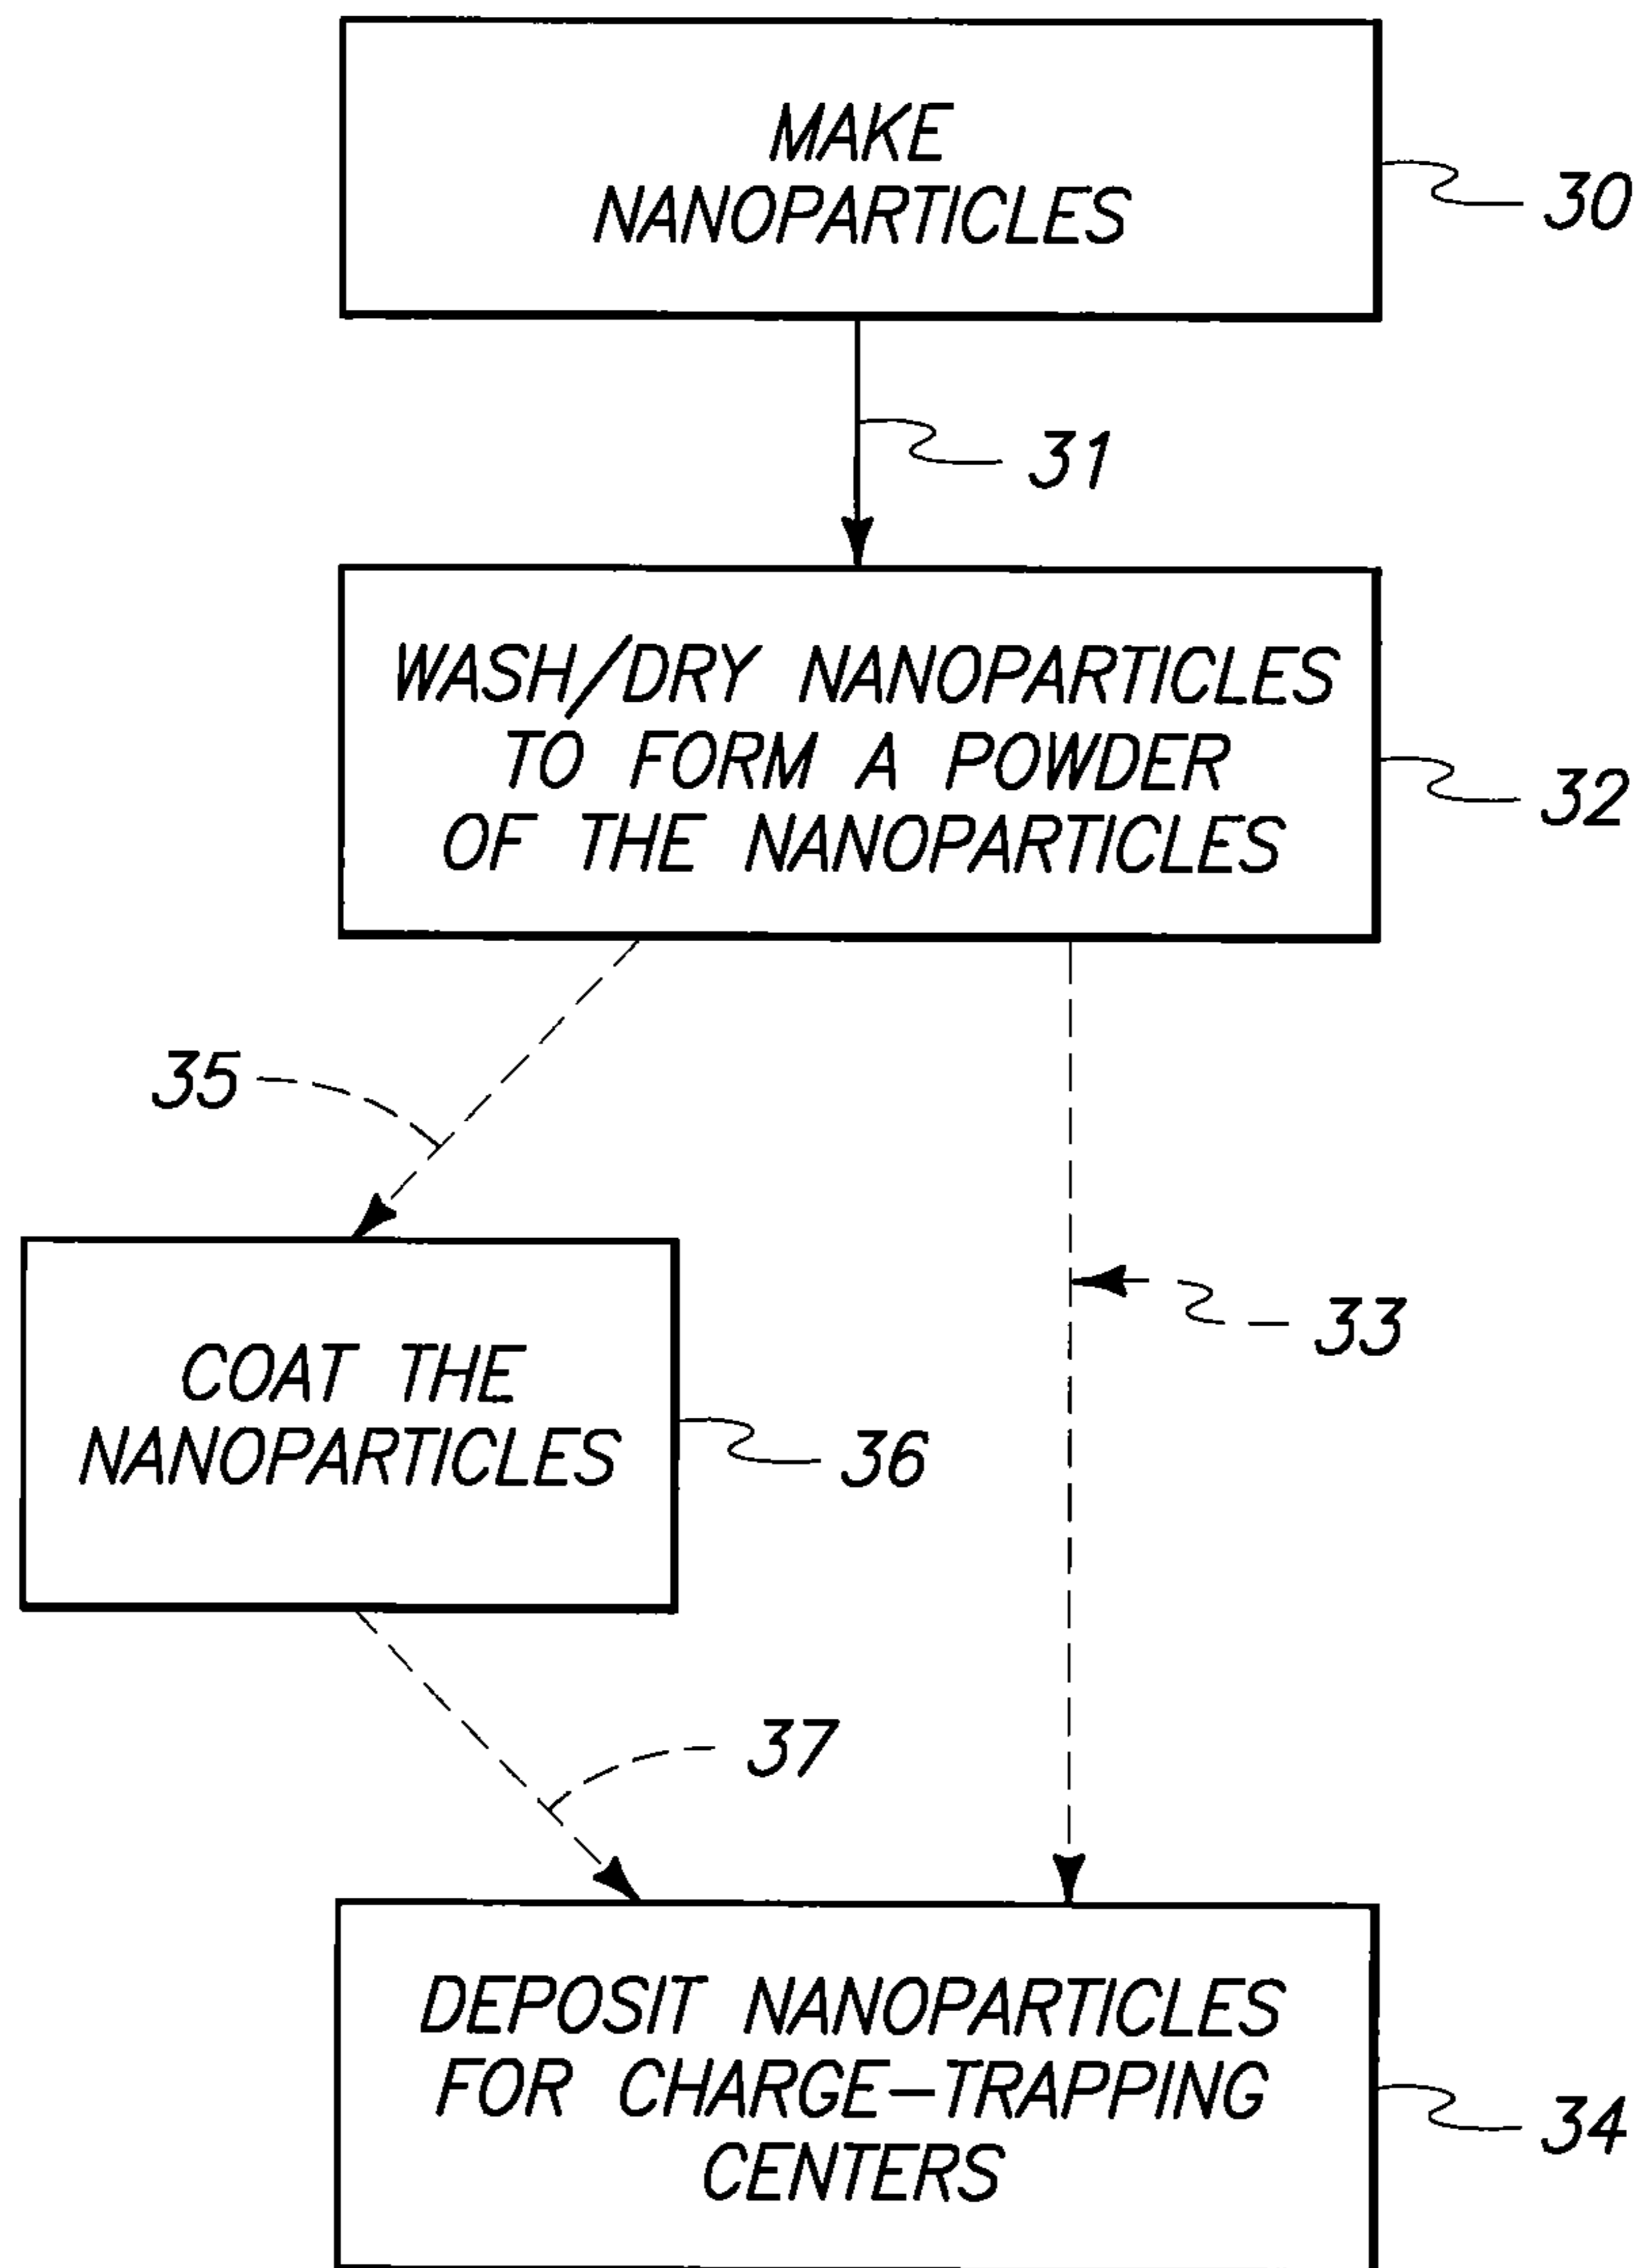 MAKE
NANOPARTICLES
30
31
WASH/DRY NANOPARTICLES
TO FORM A POWDER
OF THE NANOPARTICLES
32
35
33
COAT THE
NANOPARTICLES
36
37
DEPOSIT NANOPARTICLES
FOR CHARGE-TRAPPING
CENTERS
34